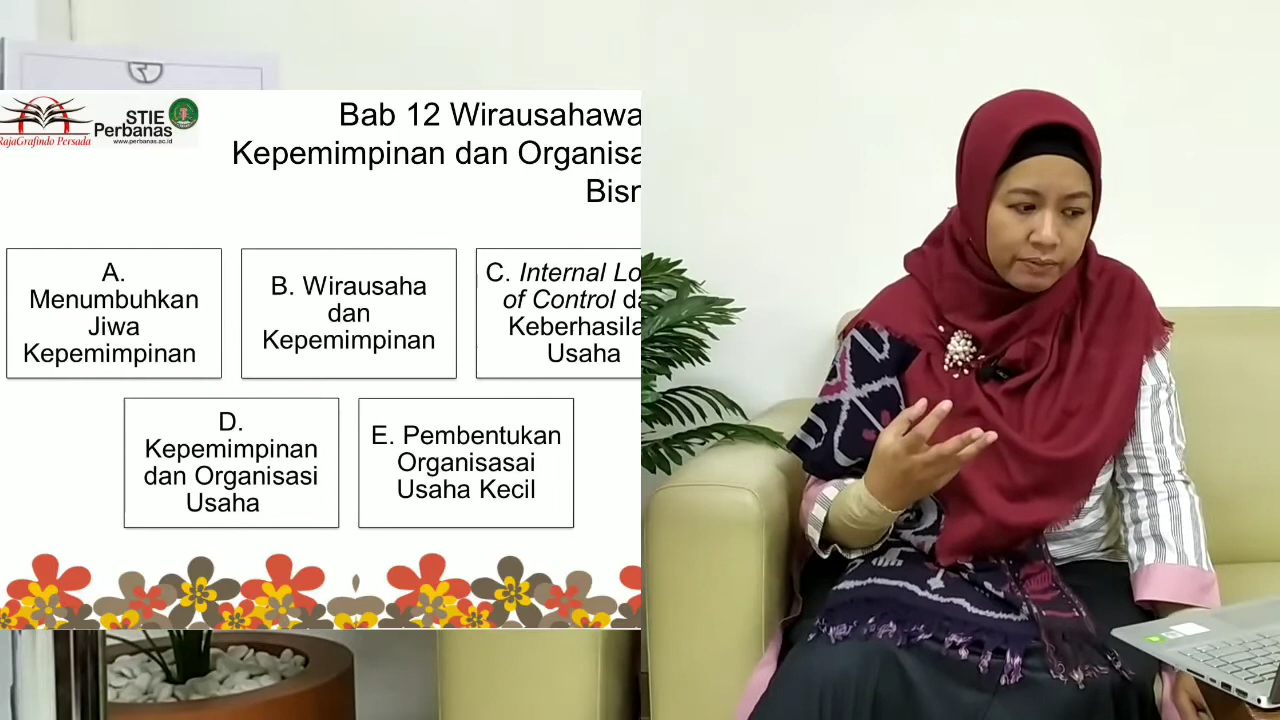 RajaGrafindo Persada
STIE
Perbanas
www.perbanas.ac.id
Bab 12 Wirausahawa
Kepemimpinan dan Organisa
Bisn
A.
Menumbuhkan
Jiwa
Kepemimpinan
B. Wirausaha
dan
Kepemimpinan
C. Internal Lo
of Control da
Keberhasila
Usaha
D.
Kepemimpinan
dan Organisasi
Usaha
E. Pembentukan
Organisasai
Usaha Kecil